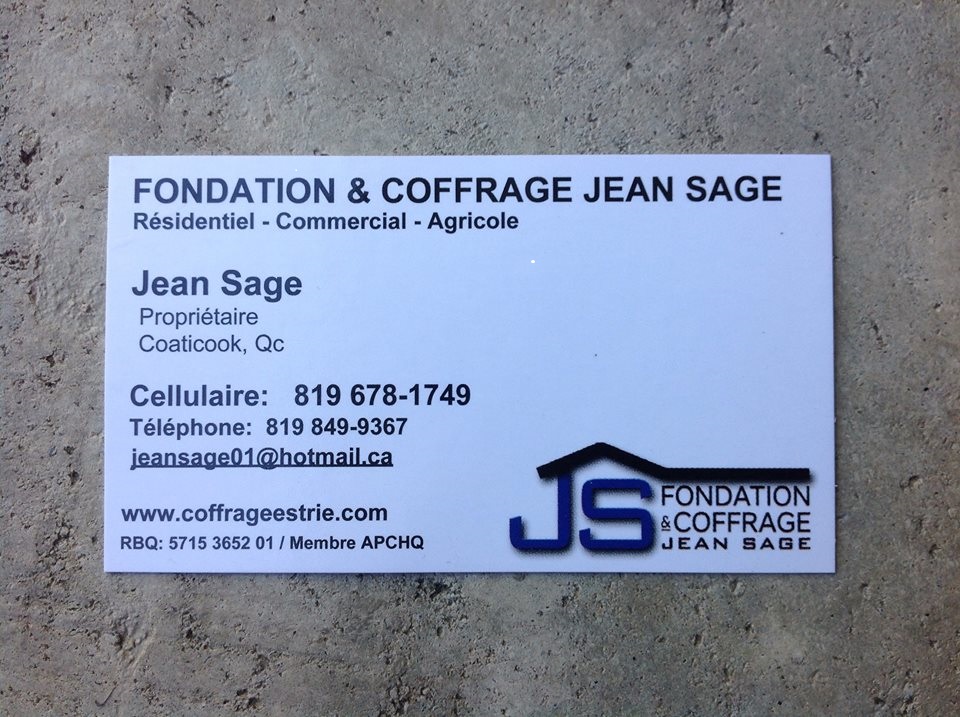 FONDATION & COFFRAGE JEAN SAGE
Résidentiel - Commercial - Agricole
Jean Sage
Propriétaire
Coaticook, Qc
Cellulaire: 819 678-1749
Téléphone: 819 849-9367
jeansage01@hotmail.ca
www.coffrageestrie.com
RBQ: 5715 3652 01 / Membre APCHQ
JS FONDATION
& COFFRAGE
JEAN SAGE